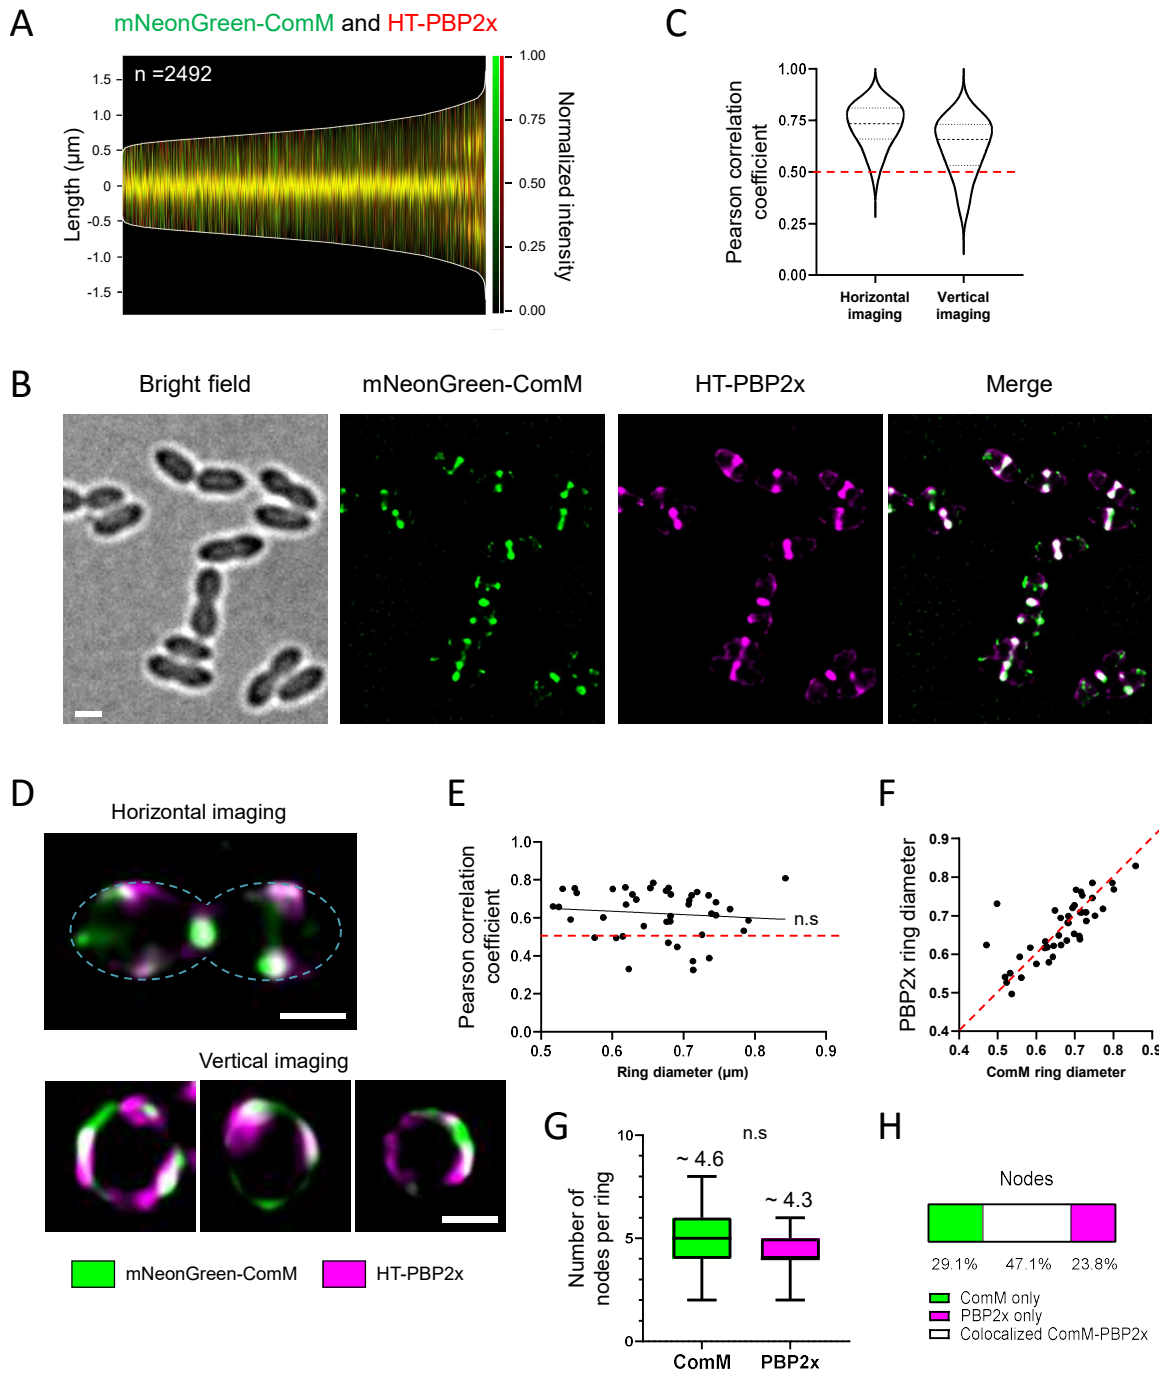 A
mNeonGreen-ComM and HT-PBP2x
n =2492
Length (µm)
1.5
1.0
0.5
0
-0.5
-1.0
-1.5
1.00
0.75
0.50
0.25
0.00
Normalized intensity
C
Pearson correlation
coefficient
1.00
0.75
0.50
0.25
0.00
Horizontal
imaging
Vertical
imaging
B
Bright field
mNeonGreen-ComM
HT-PBP2x
Merge
D
Horizontal imaging
Vertical imaging
mNeonGreen-ComM
HT-PBP2x
E
Pearson correlation
coefficient
1.0
0.8
0.6
0.4
0.2
0.0
n.s
0.5
0.6
0.7
0.8
0.9
Ring diameter (µm)
F
PBP2x ring diameter
0.9
0.8
0.7
0.6
0.5
0.4
0.4
0.5
0.6
0.7
0.8
0.9
ComM ring diameter
G
Number of
nodes per ring
10
5
0
n.s
~ 4.6
~ 4.3
ComM
PBP2x
H
Nodes
29.1%
47.1%
23.8%
ComM only
PBP2x only
Colocalized ComM-PBP2x